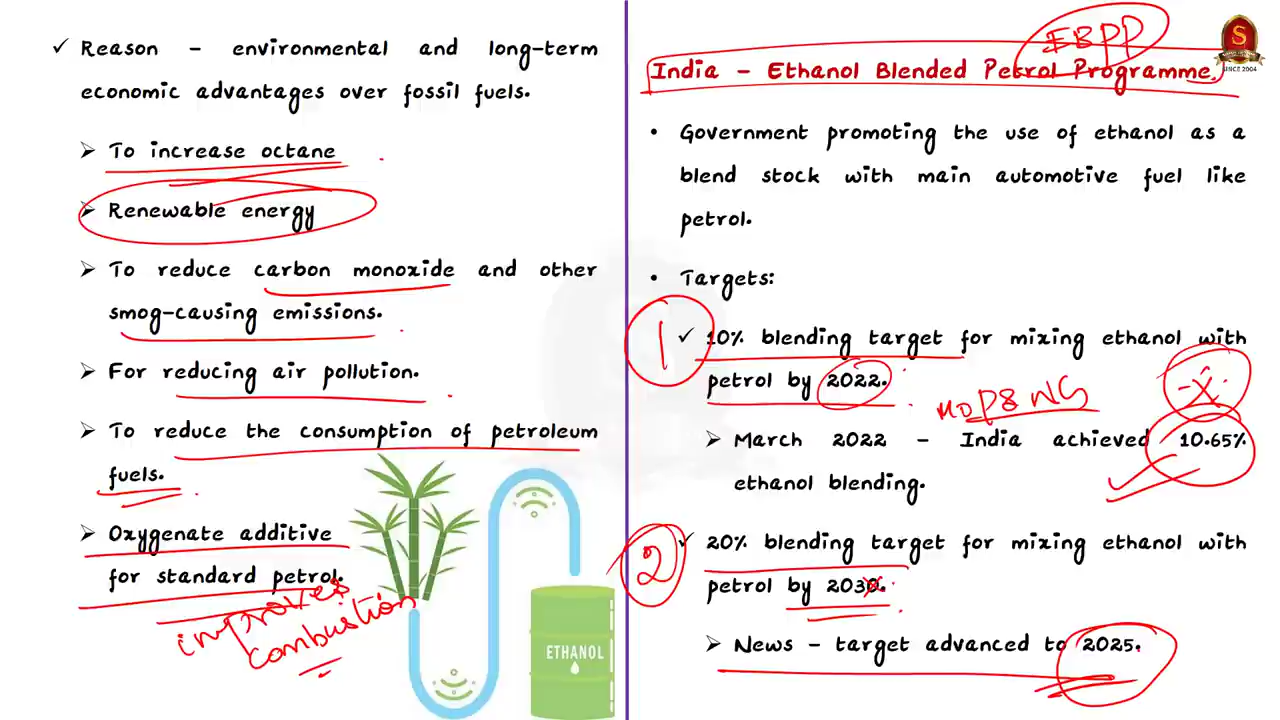 ✓ Reason – environmental and long-term
economic advantages over fossil fuels.
➢ To increase octane
➢ Renewable energy
➢ To reduce carbon monoxide and other
smog-causing emissions.
➢ For reducing air pollution.
➢ To reduce the consumption of petroleum
fuels.
➢ Oxygenate additive
for standard petrol.
improves
combustion
ETHANOL
EBPP
India – Ethanol Blended Petrol Programme.
S
SINCE 2004
• Government promoting the use of ethanol as a
blend stock with main automotive fuel like
petrol.
• Targets:
1
✓ 10% blending target for mixing ethanol with
petrol by 2022.
MoP& NG
➢ March 2022 – India achieved 10.65%
ethanol blending.
2
✓ 20% blending target for mixing ethanol with
petrol by 2030.
➢ News – target advanced to 2025.